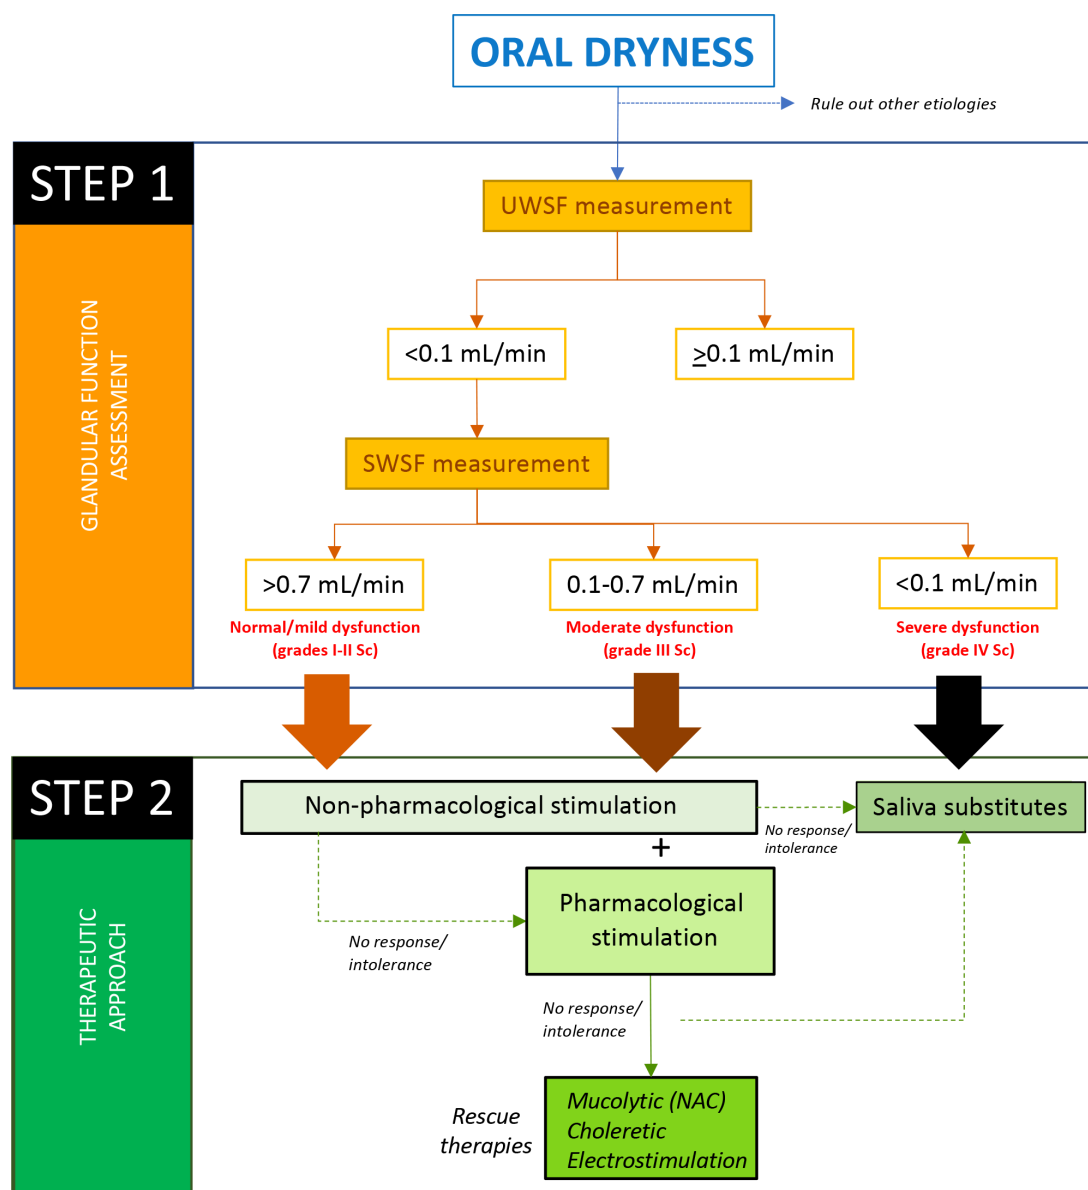 ORAL DRYNESS
Rule out other etiologies
STEP 1
GLANDULAR FUNCTION
ASSESSMENT
UWSF measurement
<0.1 mL/min
≥0.1 mL/min
SWSF measurement
>0.7 mL/min
0.1-0.7 mL/min
<0.1 mL/min
Normal/mild dysfunction
(grades I-II Sc)
Moderate dysfunction
(grade III Sc)
Severe dysfunction
(grade IV Sc)
STEP 2
THERAPEUTIC
APPROACH
Non-pharmacological stimulation
Saliva substitutes
No response/
intolerance
+
Pharmacological
stimulation
No response/
intolerance
No response/
intolerance
Rescue
therapies
Mucolytic (NAC)
Choleretic
Electrostimulation